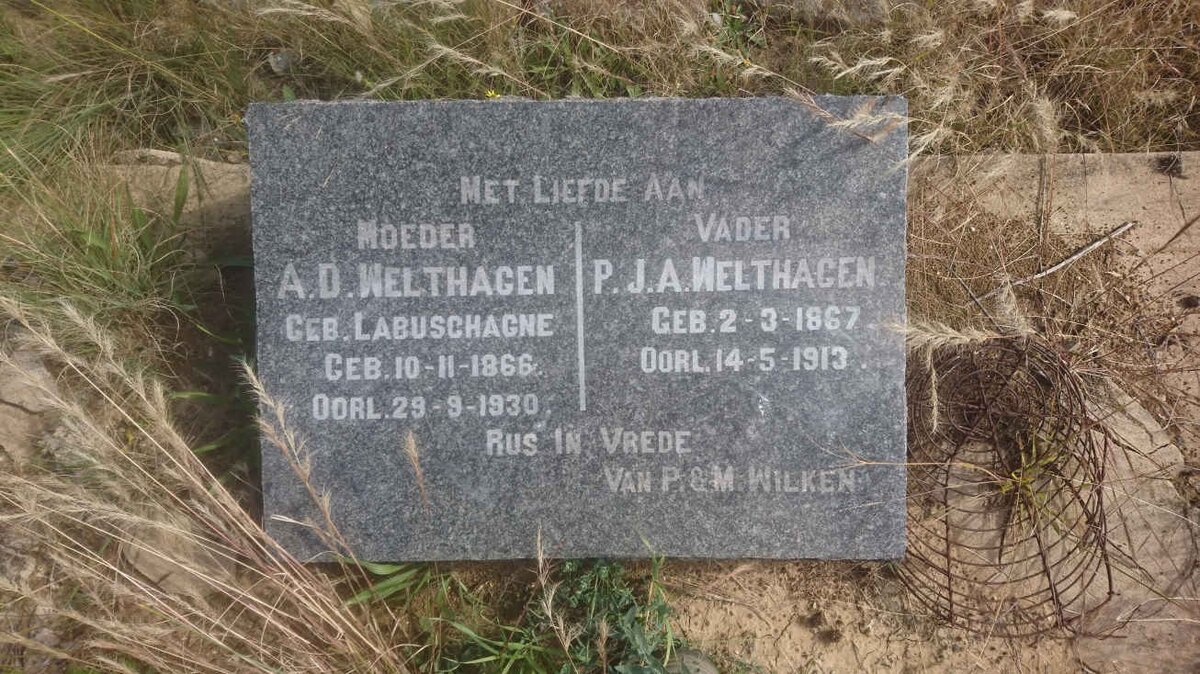 Met Liefde Aan
Moeder
A.D. Welthagen
Geb. Labuschagne
Geb. 10-11-1866.
Oorl. 29-9-1930.
Vader
P.J.A. Welthagen
Geb. 2-3-1867
Oorl. 14-5-1913.
Rus In Vrede
Van P. & M. Wilken